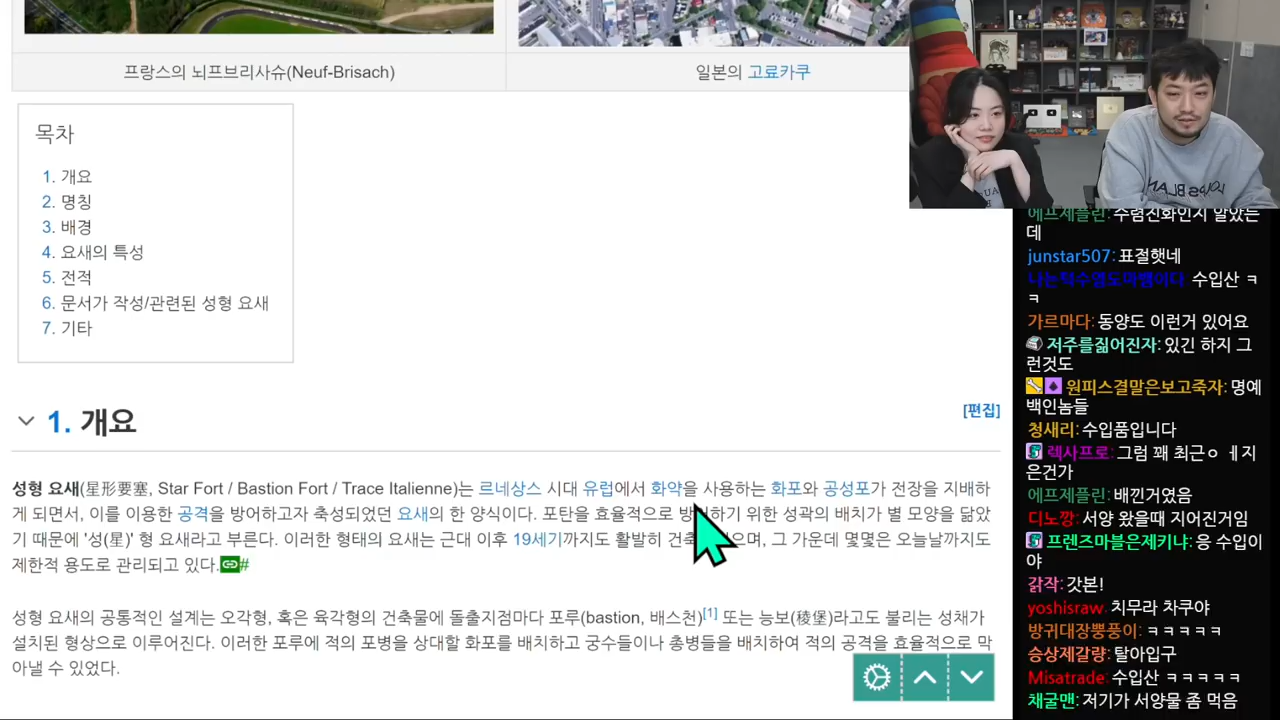 프랑스의 뇌프브리사슈(Neuf-Brisach)
일본의 고료카쿠
목차
1. 개요
2. 명칭
3. 배경
4. 요새의 특성
5. 전적
6. 문서가 작성/관련된 성형 요새
7. 기타
1. 개요
[편집]
성형 요새(星形要塞, Star Fort / Bastion Fort / Trace Italienne)는 르네상스 시대 유럽에서 화약을 사용하는 화포와 공성포가 전장을 지배하
게 되면서, 이를 이용한 공격을 방어하고자 축성되었던 요새의 한 양식이다. 포탄을 효율적으로 방어하기 위한 성곽의 배치가 별 모양을 닮았
기 때문에 '성(星)' 형 요새라고 부른다. 이러한 형태의 요새는 근대 이후 19세기까지도 활발히 건축 으며, 그 가운데 몇몇은 오늘날까지도
제한적 용도로 관리되고 있다.#
성형 요새의 공통적인 설계는 오각형, 혹은 육각형의 건축물에 돌출지점마다 포루(bastion, 배스천)[1] 또는 능보(稜堡)라고도 불리는 성채가
설치된 형상으로 이루어진다. 이러한 포루에 적의 포병을 상대할 화포를 배치하고 궁수들이나 총병들을 배치하여 적의 공격을 효율적으로 막
아낼 수 있었다.
에프제플린: 수렴진화인지 알았는
데
junstar507: 표절햇네
나는턱수염도마뱀이다: 수입산 ㅋ
ㅋ
가르마다: 동양도 이런거 있어요
저주를짊어진자: 있긴 하지 그
런것도
원피스결말은보고죽자: 명예
백인놈들
청새리: 수입품입니다
렉사프로: 그럼 꽤 최근ㅇ ㅔ지
은건가
에프제플린: 배낀거였음
디노깡: 서양 왔을때 지어진거임
프렌즈마블은제키냐: 응 수입이
야
갉작: 갓본!
yoshisraw: 치무라 차쿠야
방귀대장뿡뿡이: ㅋㅋㅋㅋㅋ
승상제갈량: 탈아입구
Misatrade: 수입산 ㅋㅋㅋㅋㅋ
채굴맨: 저기가 서양물 좀 먹음